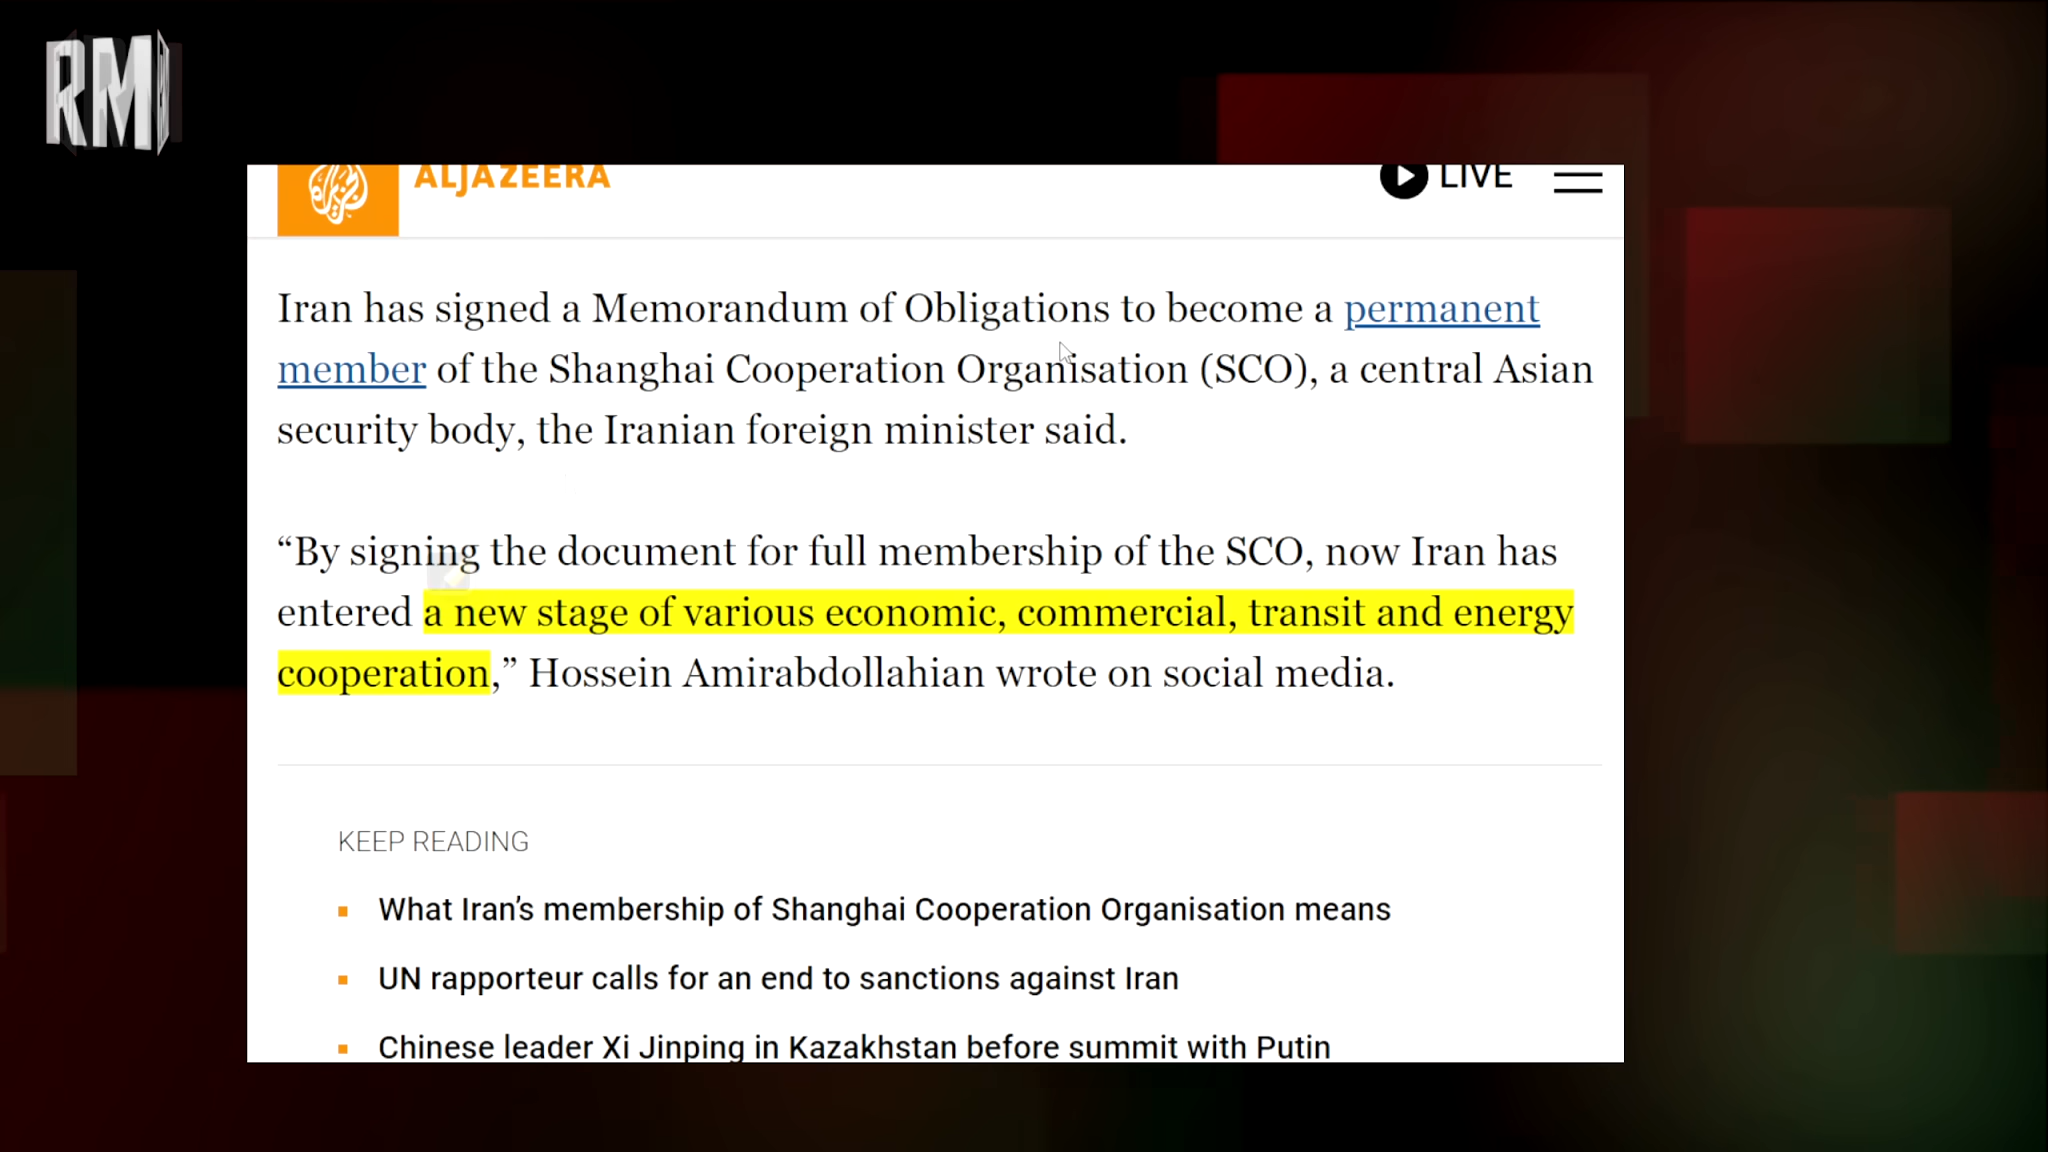 RM
ALJAZEERA
LIVE
Iran has signed a Memorandum of Obligations to become a permanent
member of the Shanghai Cooperation Organisation (SCO), a central Asian
security body, the Iranian foreign minister said.
“By signing the document for full membership of the SCO, now Iran has
entered a new stage of various economic, commercial, transit and energy
cooperation,” Hossein Amirabdollahian wrote on social media.
KEEP READING
What Iran’s membership of Shanghai Cooperation Organisation means
UN rapporteur calls for an end to sanctions against Iran
Chinese leader Xi Jinping in Kazakhstan before summit with Putin